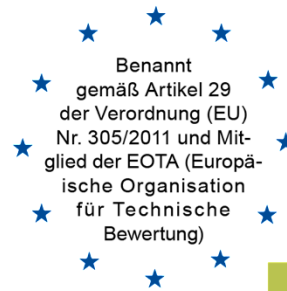 Benannt
gemäß Artikel 29
der Verordnung (EU)
Nr. 305/2011 und Mit-
glied der EOTA (Europä-
ische Organisation
für Technische
Bewertung)